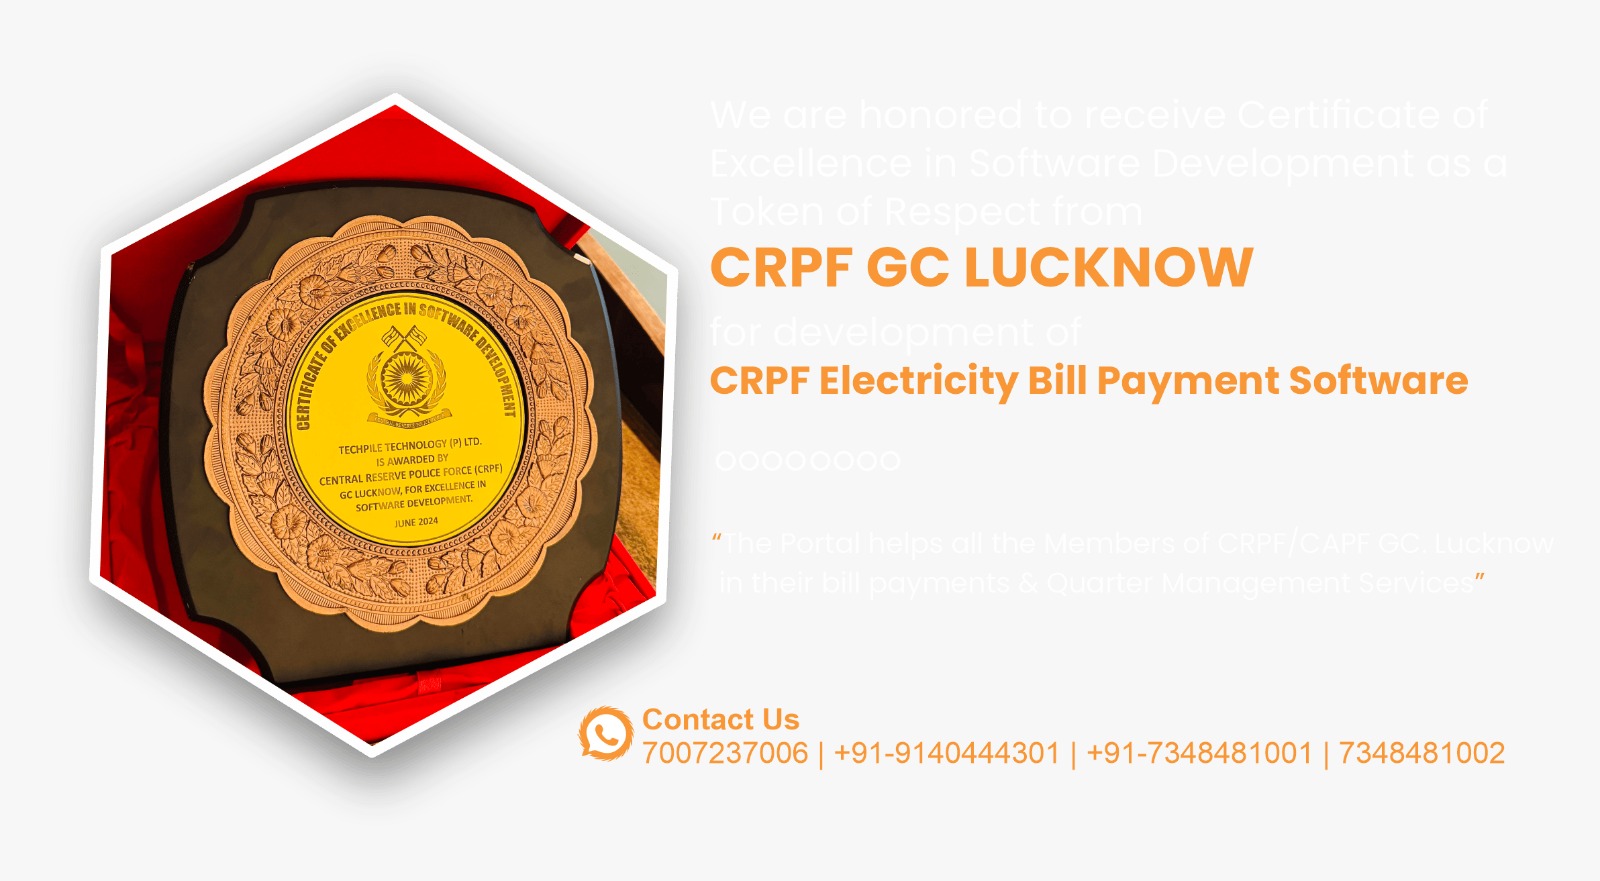 We are honored to receive Certificate of
Excellence in Software Development as a
Token of Respect from
CRPF GC LUCKNOW
for development of
CRPF Electricity Bill Payment Software
oooooooo
“The Portal helps all the Members of CRPF/CAPF GC. Lucknow
in their bill payments & Quarter Management Services”
CERTIFICATE OF EXCELLENCE IN SOFTWARE DEVELOPMENT
TECHPILE TECHNOLOGY (P) LTD.
IS AWARDED BY
CENTRAL RESERVE POLICE FORCE (CRPF)
GC LUCKNOW, FOR EXCELLENCE IN
SOFTWARE DEVELOPMENT.
JUNE 2024
Contact Us
7007237006 | +91-9140444301 | +91-7348481001 | 7348481002